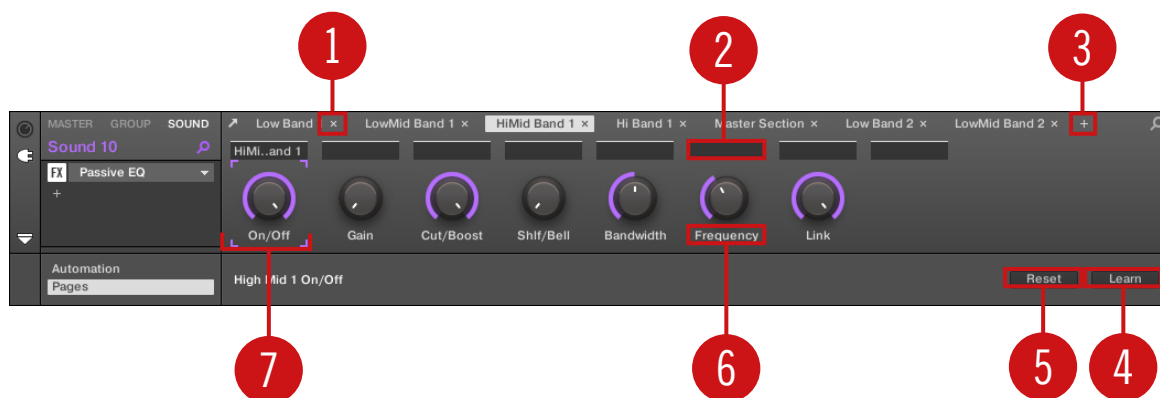 1 2 3
MASTER GROUP SOUND Low Band × LowMid Band 1 × HiMid Band 1 × Hi Band 1 × Master Section × Low Band 2 × LowMid Band 2 × +
Sound 10 HiMi..and 1
FX Passive EQ
+
On/Off Gain Cut/Boost Shlf/Bell Bandwidth Frequency Link
Automation
Pages
High Mid 1 On/Off Reset Learn
7 6 5 4